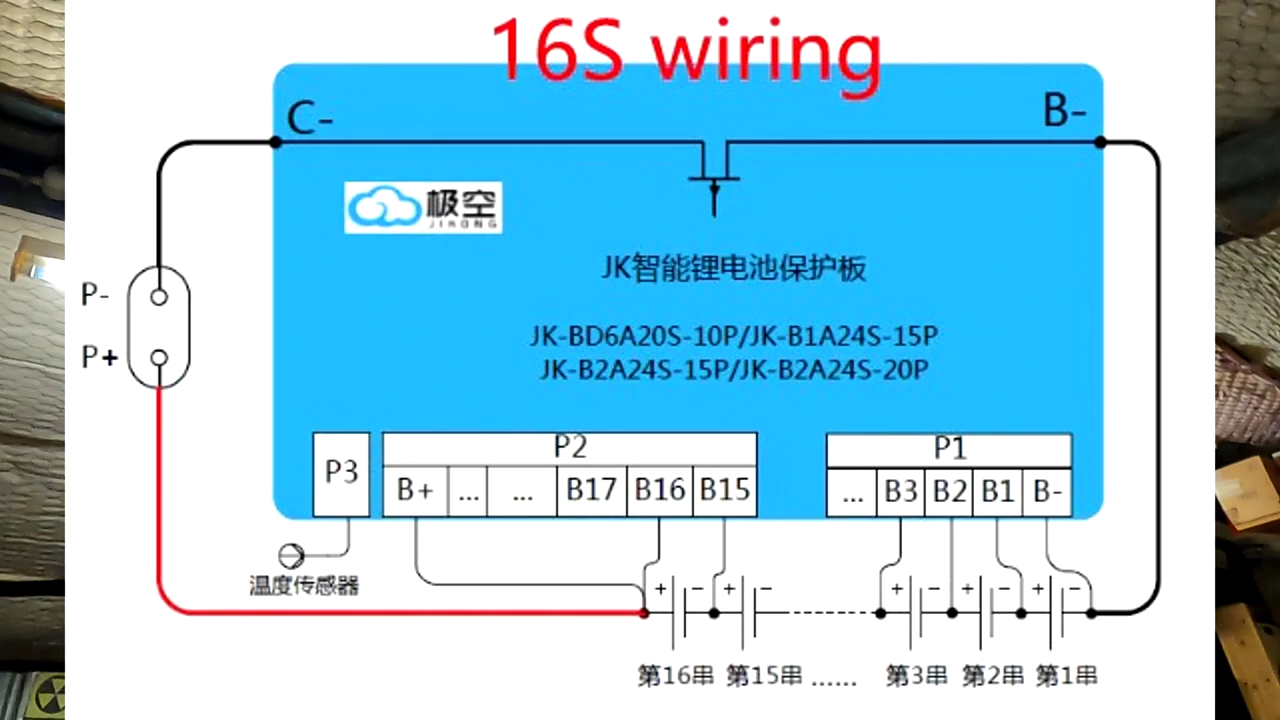 16S wiring
C-
B-
极空
JIKONG
JK智能锂电池保护板
P-
JK-BD6A20S-10P/JK-B1A24S-15P
P+
JK-B2A24S-15P/JK-B2A24S-20P
P3
P2
P1
B+ ... ... B17 B16 B15
... B3 B2 B1 B-
温度传感器
+ - + - + - + - + -
第16串 第15串 ...... 第3串 第2串 第1串